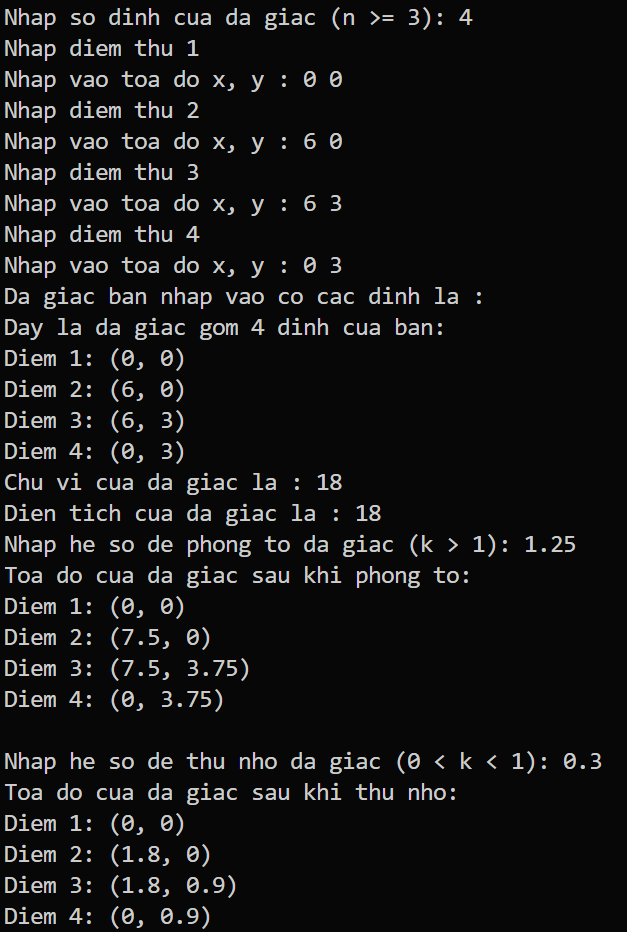 Nhap so dinh cua da giac (n >= 3): 4
Nhap diem thu 1
Nhap vao toa do x, y : 0 0
Nhap diem thu 2
Nhap vao toa do x, y : 6 0
Nhap diem thu 3
Nhap vao toa do x, y : 6 3
Nhap diem thu 4
Nhap vao toa do x, y : 0 3
Da giac ban nhap vao co cac dinh la :
Day la da giac gom 4 dinh cua ban:
Diem 1: (0, 0)
Diem 2: (6, 0)
Diem 3: (6, 3)
Diem 4: (0, 3)
Chu vi cua da giac la : 18
Dien tich cua da giac la : 18
Nhap he so de phong to da giac (k > 1): 1.25
Toa do cua da giac sau khi phong to:
Diem 1: (0, 0)
Diem 2: (7.5, 0)
Diem 3: (7.5, 3.75)
Diem 4: (0, 3.75)
Nhap he so de thu nho da giac (0 < k < 1): 0.3
Toa do cua da giac sau khi thu nho:
Diem 1: (0, 0)
Diem 2: (1.8, 0)
Diem 3: (1.8, 0.9)
Diem 4: (0, 0.9)